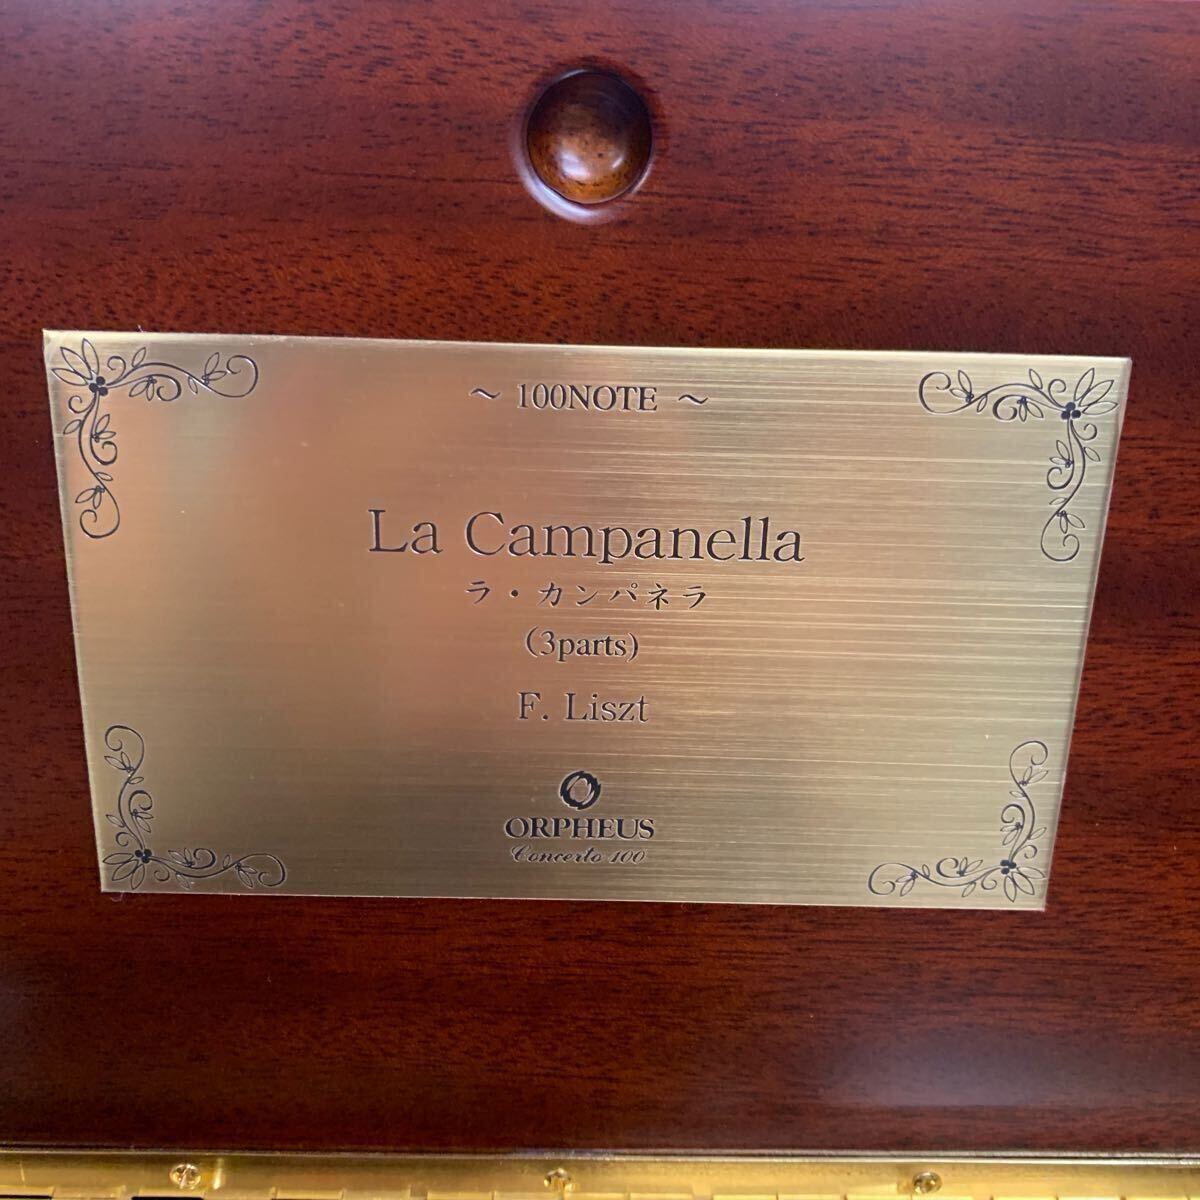 ～ 100NOTE ～
La Campanella
ラ・カンパネラ
(3parts)
F. Liszt
ORPHEUS
Concerto 100